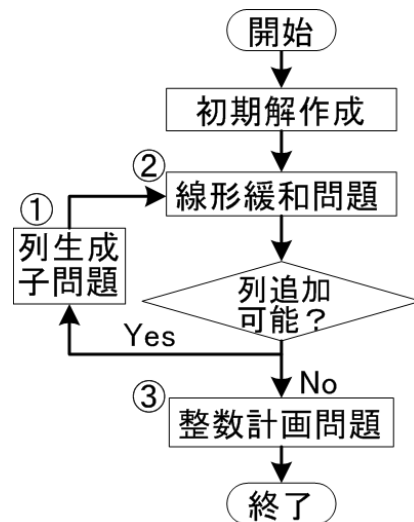 開始
初期解作成
②
線形緩和問題
①
列生成
子問題
列追加
可能？
Yes
No
③
整数計画問題
終了